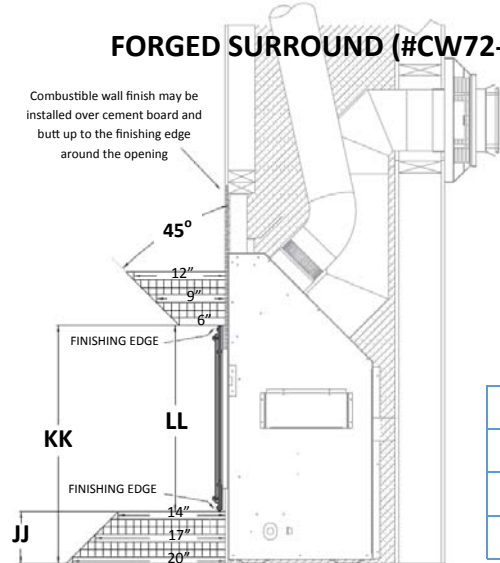 FORGED SURROUND (#CW72-
Combustible wall finish may be
installed over cement board and
butt up to the finishing edge
around the opening
45°
12”
9”
6”
FINISHING EDGE
LL
KK
FINISHING EDGE
14”
JJ
17”
20”